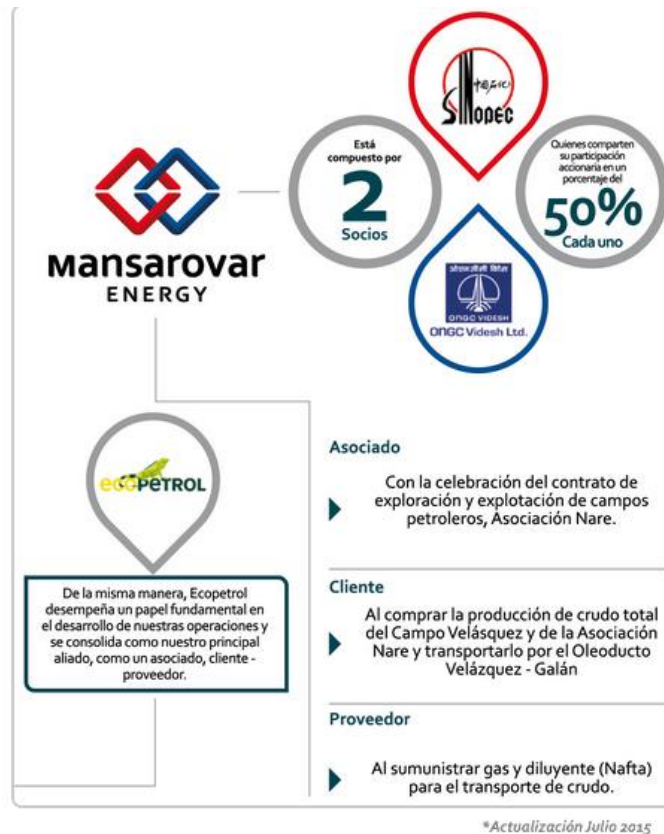 中国石化
SINOPEC
Está
compuesto por
2
Socios
Quienes comparten
su participación
accionaria en un
porcentaje del
50%
Cada uno
Mansarovar
ENERGY
ओएनजीसी विदेश
ONGC VIDESH
ONGC Videsh Ltd.
ecoPETROL
De la misma manera, Ecopetrol
desempeña un papel fundamental en
el desarrollo de nuestras operaciones y
se consolida como nuestro principal
aliado, como un asociado, cliente -
proveedor.
Asociado
Con la celebración del contrato de
exploración y explotación de campos
petroleros, Asociación Nare.
Cliente
Al comprar la producción de crudo total
del Campo Velásquez y de la Asociación
Nare y transportarlo por el Oleoducto
Velázquez - Galán
Proveedor
Al sumunistrar gas y diluyente (Nafta)
para el transporte de crudo.
*Actualización Julio 2015